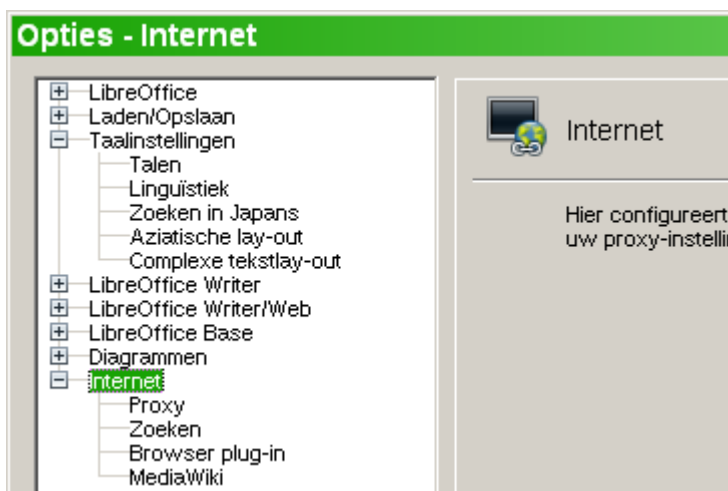 Opties - Internet
LibreOffice
Laden/Opslaan
Taalinstellingen
Talen
Linguïstiek
Zoeken in Japans
Aziatische lay-out
Complexe tekstlay-out
LibreOffice Writer
LibreOffice Writer/Web
LibreOffice Base
Diagrammen
Internet
Proxy
Zoeken
Browser plug-in
MediaWiki
Internet
Hier configureert
uw proxy-instelli